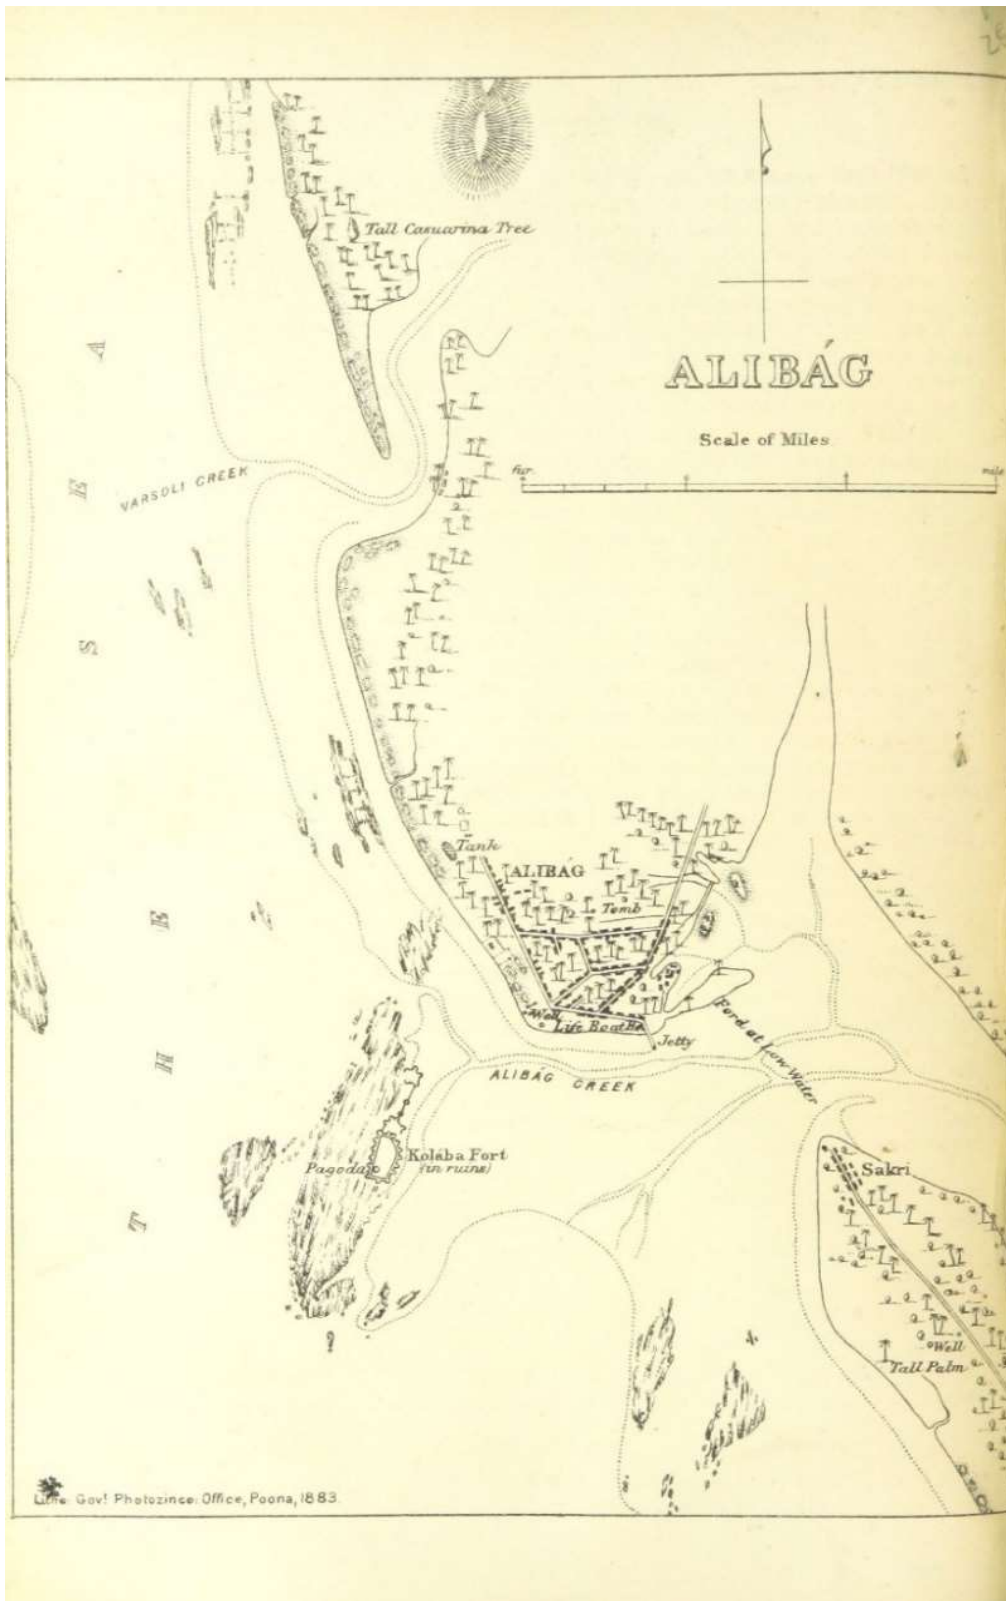 Tall Casuarina Tree
ALIBÁG
Scale of Miles
fur.
mile
VARSOLI CREEK
THE SEA
Tank
ALIBÁG
Tomb
Well
Life Boat
Jetty
Ford at Low Water
ALIBÁG CREEK
Kolába Fort
(in ruins)
Pagoda
Sakri
Well
Tall Palm
Litho: Gov! Photozinco: Office, Poona, 1883.